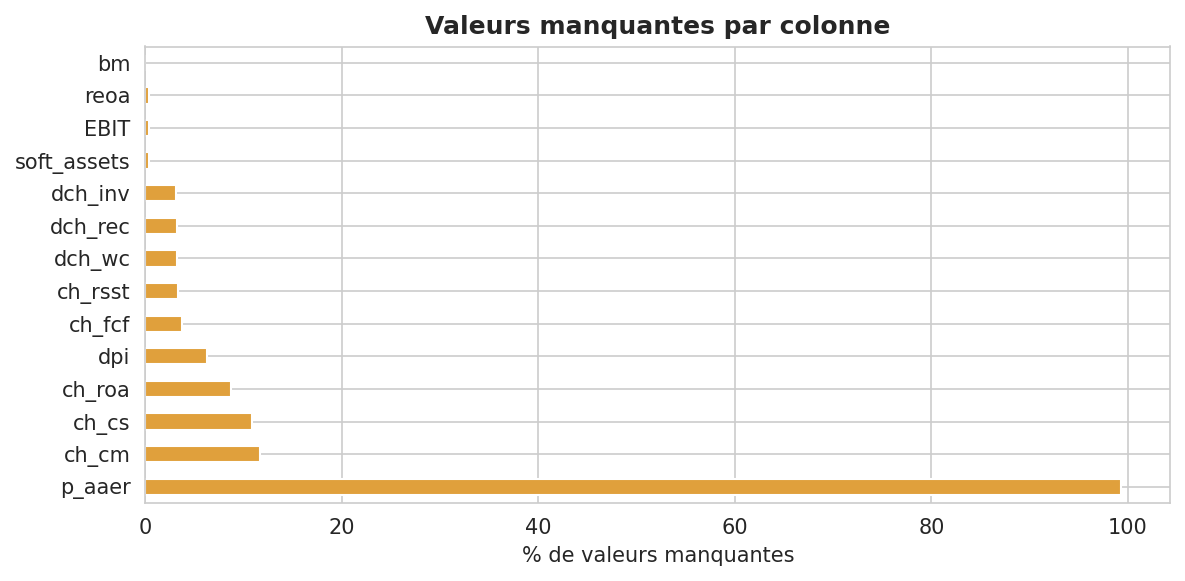 Valeurs manquantes par colonne
bm
reoa
EBIT
soft_assets
dch_inv
dch_rec
dch_wc
ch_rsst
ch_fcf
dpi
ch_roa
ch_cs
ch_cm
p_aaer
0 20 40 60 80 100
% de valeurs manquantes